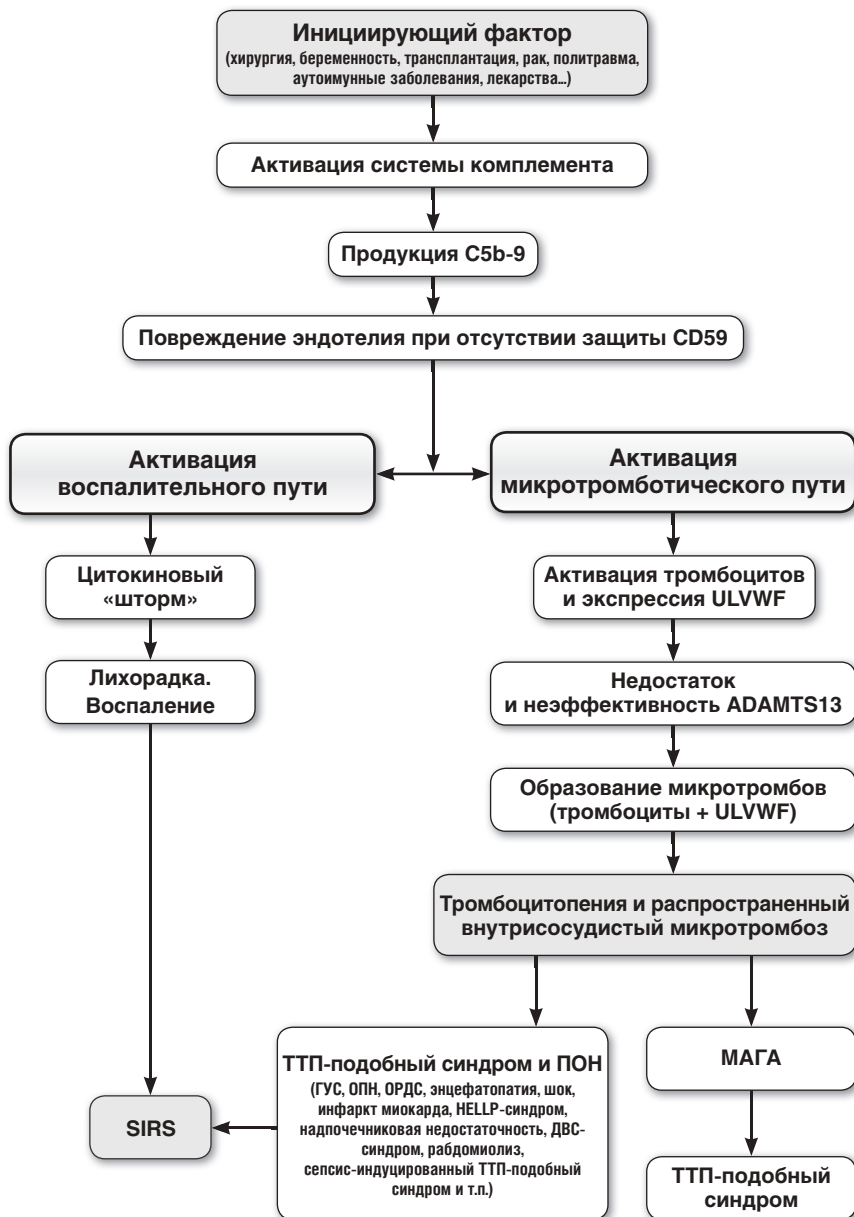 Инициирующий фактор
(хирургия, беременность, трансплантация, рак, политравма,
аутоимунные заболевания, лекарства...)
Активация системы комплемента
Продукция C5b-9
Повреждение эндотелия при отсутствии защиты CD59
Активация
воспалительного пути
Активация
микротромботического пути
Цитокиновый
«шторм»
Активация тромбоцитов
и экспрессия ULVWF
Лихорадка.
Воспаление
Недостаток
и неэффективность ADAMTS13
Образование микротромбов
(тромбоциты + ULVWF)
Тромбоцитопения и распространенный
внутрисосудистый микротромбоз
ТТП-подобный синдром и ПОН
(ГУС, ОПН, ОРДС, энцефатопатия, шок,
инфаркт миокарда, HELLP-синдром,
надпочечниковая недостаточность, ДВС-
синдром, рабдомиолиз,
сепсис-индуцированный ТТП-подобный
синдром и т.п.)
МАГА
SIRS
ТТП-подобный
синдром